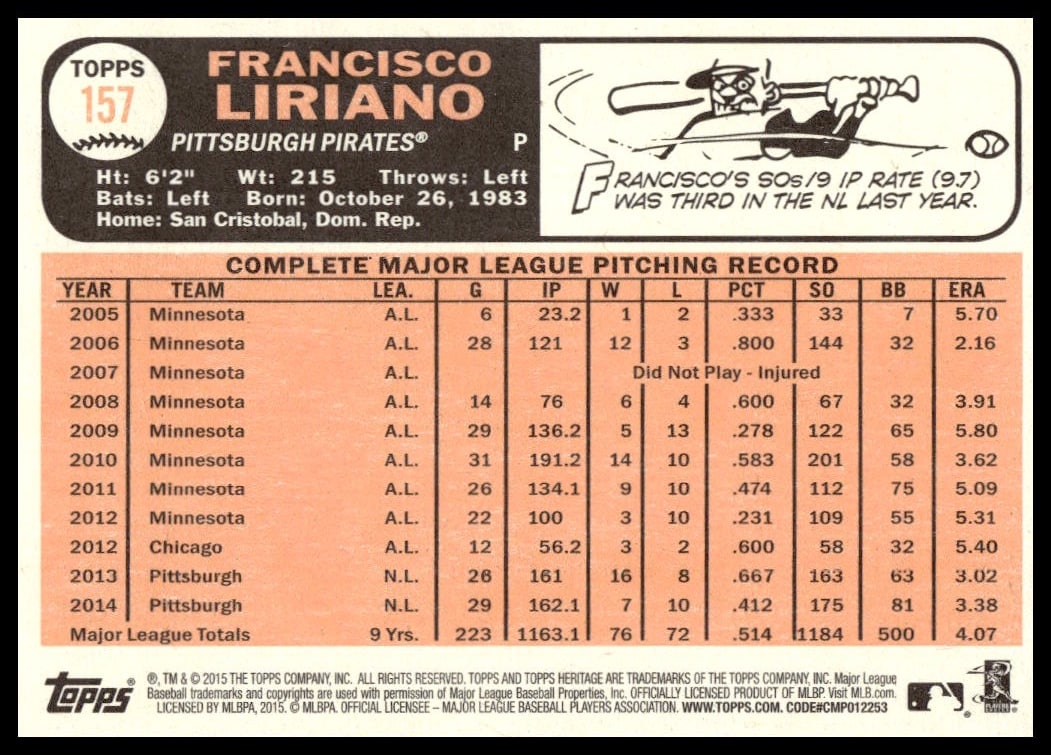 TOPPS
157
FRANCISCO
LIRIANO
PITTSBURGH PIRATES® P
Ht: 6'2" Wt: 215 Throws: Left
Bats: Left Born: October 26, 1983
Home: San Cristobal, Dom. Rep.
FRANCISCO'S SOs/9 IP RATE (9.7)
WAS THIRD IN THE NL LAST YEAR.
COMPLETE MAJOR LEAGUE PITCHING RECORD
YEAR TEAM LEA. G IP W L PCT SO BB ERA
2005 Minnesota A.L. 6 23.2 1 2 .333 33 7 5.70
2006 Minnesota A.L. 28 121 12 3 .800 144 32 2.16
2007 Minnesota A.L. Did Not Play - Injured
2008 Minnesota A.L. 14 76 6 4 .600 67 32 3.91
2009 Minnesota A.L. 29 136.2 5 13 .278 122 65 5.80
2010 Minnesota A.L. 31 191.2 14 10 .583 201 58 3.62
2011 Minnesota A.L. 26 134.1 9 10 .474 112 75 5.09
2012 Minnesota A.L. 22 100 3 10 .231 109 55 5.31
2012 Chicago A.L. 12 56.2 3 2 .600 58 32 5.40
2013 Pittsburgh N.L. 26 161 16 8 .667 163 63 3.02
2014 Pittsburgh N.L. 29 162.1 7 10 .412 175 81 3.38
Major League Totals 9 Yrs. 223 1163.1 76 72 .514 1184 500 4.07
Topps®
®, TM & © 2015 THE TOPPS COMPANY, INC. ALL RIGHTS RESERVED. TOPPS AND TOPPS HERITAGE ARE TRADEMARKS OF THE TOPPS COMPANY, INC. Major League
Baseball trademarks and copyrights are used with permission of Major League Baseball Properties, Inc. OFFICIALLY LICENSED PRODUCT OF MLBP. Visit MLB.com.
LICENSED BY MLBPA, 2015. © MLBPA. OFFICIAL LICENSEE – MAJOR LEAGUE BASEBALL PLAYERS ASSOCIATION. WWW.TOPPS.COM. CODE#CMP012253